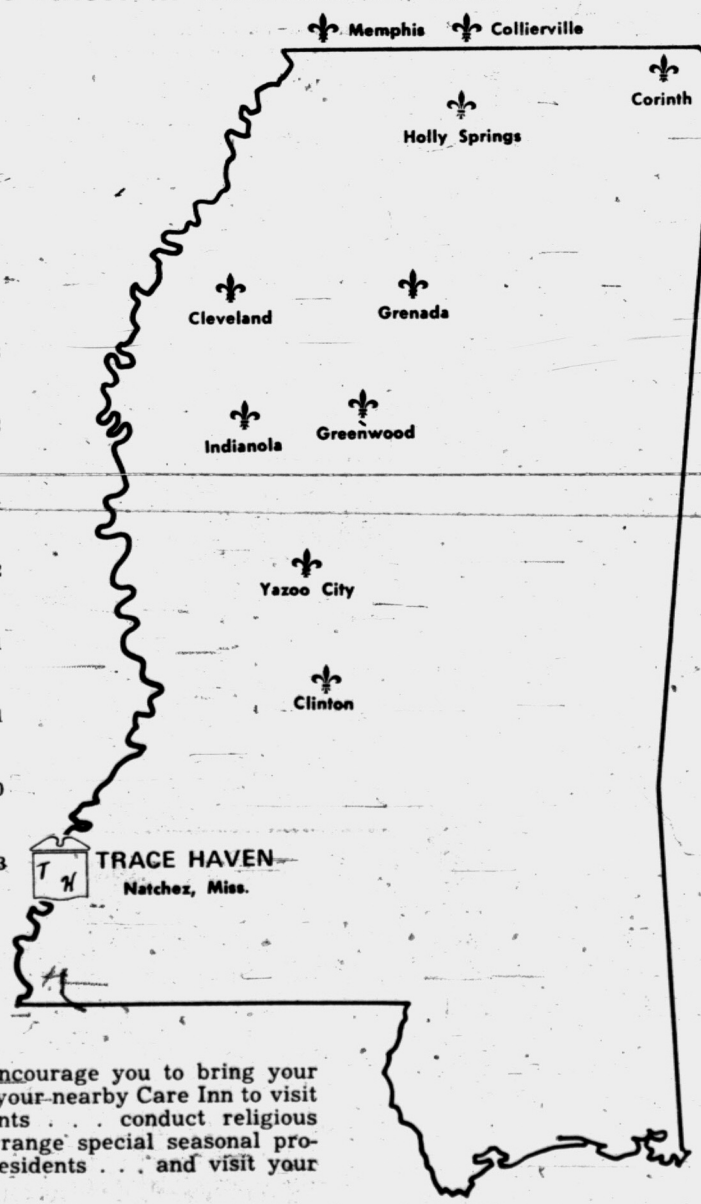 Memphis Collierville
Corinth
Holly Springs
Cleveland
Grenada
Indianola
Greenwood
Yazoo City
Clinton
T H
TRACE HAVEN
Natchez, Miss.
ncourage you to bring your
your nearby Care Inn to visit
nts . . . conduct religious
range special seasonal pro-
esidents . . . and visit your